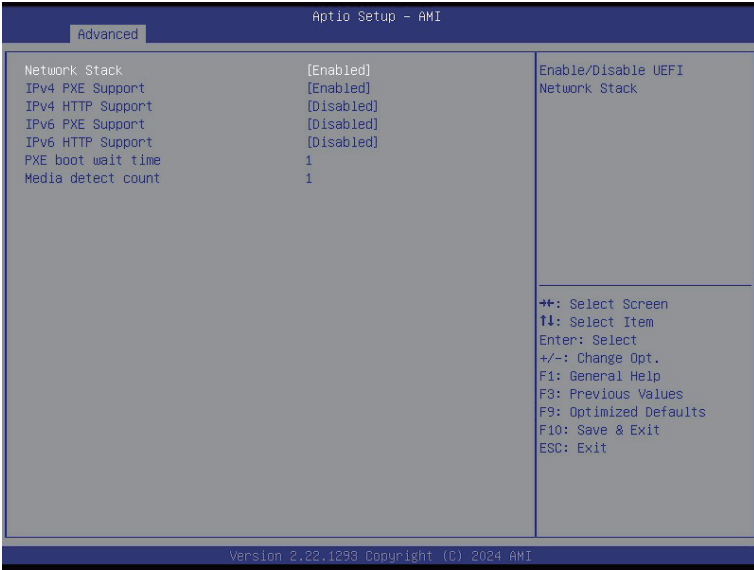 Aptio Setup – AMI
Advanced
Network Stack [Enabled]
IPv4 PXE Support [Enabled]
IPv4 HTTP Support [Disabled]
IPv6 PXE Support [Disabled]
IPv6 HTTP Support [Disabled]
PXE boot wait time 1
Media detect count 1
Enable/Disable UEFI
Network Stack
→←: Select Screen
↑↓: Select Item
Enter: Select
+/-: Change Opt.
F1: General Help
F3: Previous Values
F9: Optimized Defaults
F10: Save & Exit
ESC: Exit
Version 2.22.1293 Copyright (C) 2024 AMI